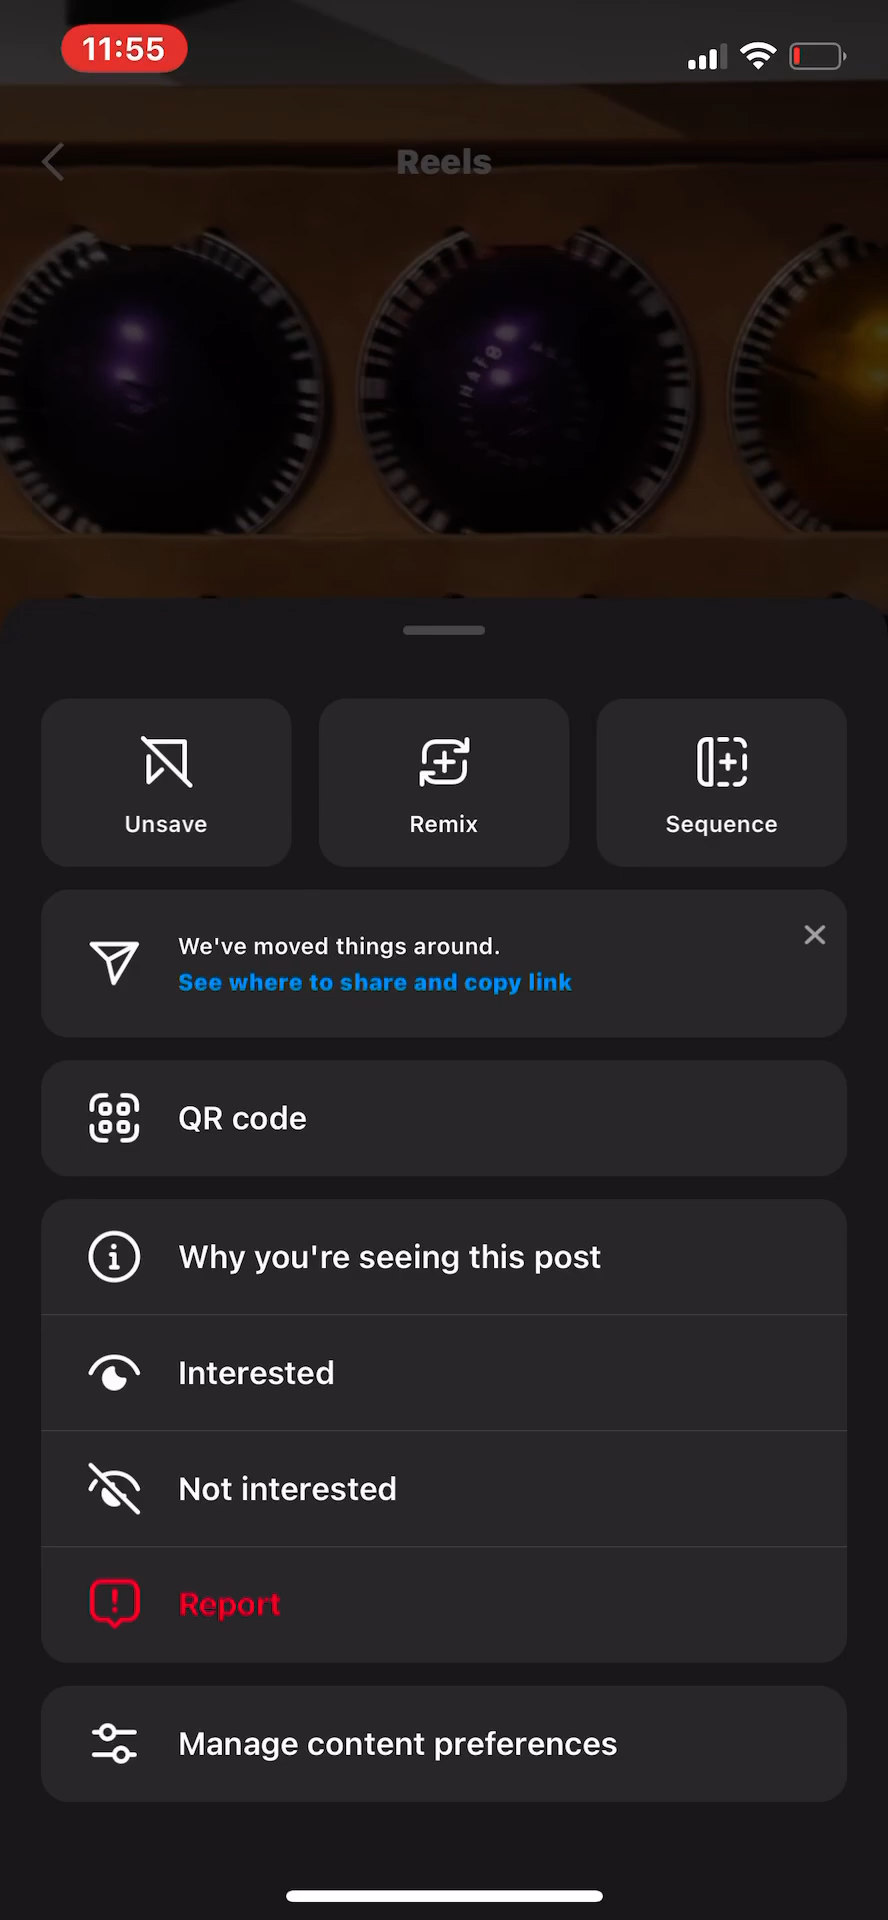 11:55
Reels
Unsave
Remix
Sequence
We've moved things around.
See where to share and copy link
QR code
Why you're seeing this post
Interested
Not interested
Report
Manage content preferences